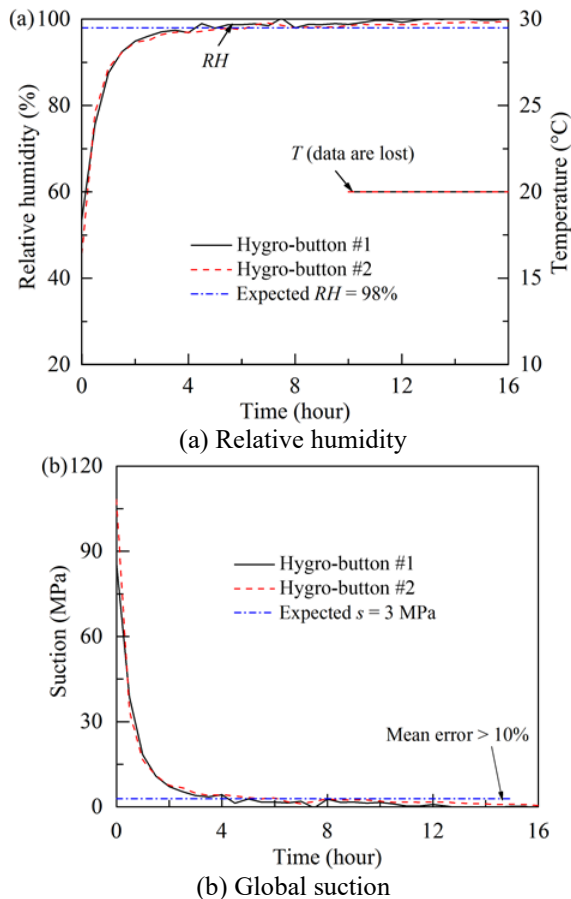 (a)
100
80
60
40
20
Relative humidity (%)
30
25
20
15
10
Temperature (°C)
RH
T (data are lost)
Hygro-button #1
Hygro-button #2
Expected RH = 98%
0
4
8
12
16
Time (hour)
(a) Relative humidity
(b)
120
90
60
30
0
Suction (MPa)
Hygro-button #1
Hygro-button #2
Expected s = 3 MPa
Mean error > 10%
0
4
8
12
16
Time (hour)
(b) Global suction